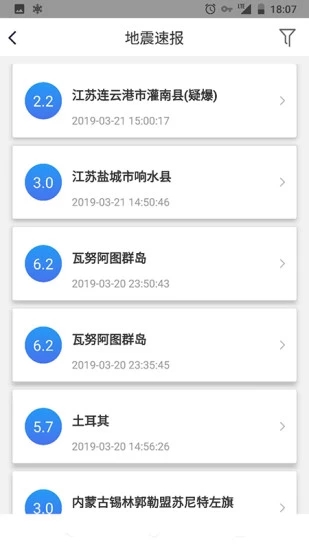 18:07
地震速报
2.2
江苏连云港市灌南县(疑爆)
2019-03-21 15:00:17
3.0
江苏盐城市响水县
2019-03-21 14:50:46
6.2
瓦努阿图群岛
2019-03-20 23:50:43
6.2
瓦努阿图群岛
2019-03-20 23:35:45
5.7
土耳其
2019-03-20 14:56:26
3.0
内蒙古锡林郭勒盟苏尼特左旗